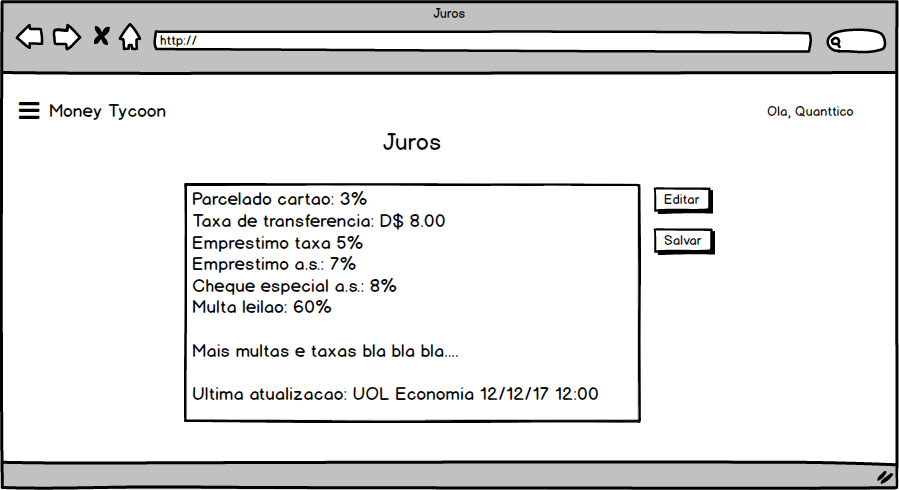 Juros
http://
Money Tycoon
Ola, Quanttico
Juros
Parcelado cartao: 3%
Taxa de transferencia: D$ 8.00
Emprestimo taxa 5%
Emprestimo a.s.: 7%
Cheque especial a.s.: 8%
Multa leilao: 60%
Mais multas e taxas bla bla bla....
Ultima atualizacao: UOL Economia 12/12/17 12:00
Editar
Salvar